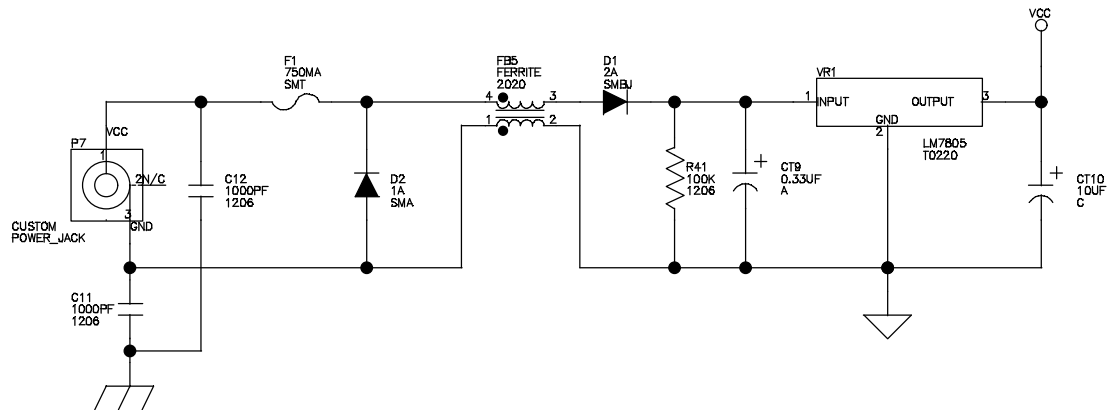 VCC
F1
750MA
SMT
FB5
FERRITE
2020
D1
2A
SMBJ
VR1
4
3
1
INPUT
OUTPUT
3
1
2
GND
2
LM7805
TO220
P7
VCC
1
2N/C
3
GND
CUSTOM
POWER_JACK
C12
1000PF
1206
D2
1A
SMA
R41
100K
1206
+
CT9
0.33UF
A
+
CT10
10UF
C
C11
1000PF
1206